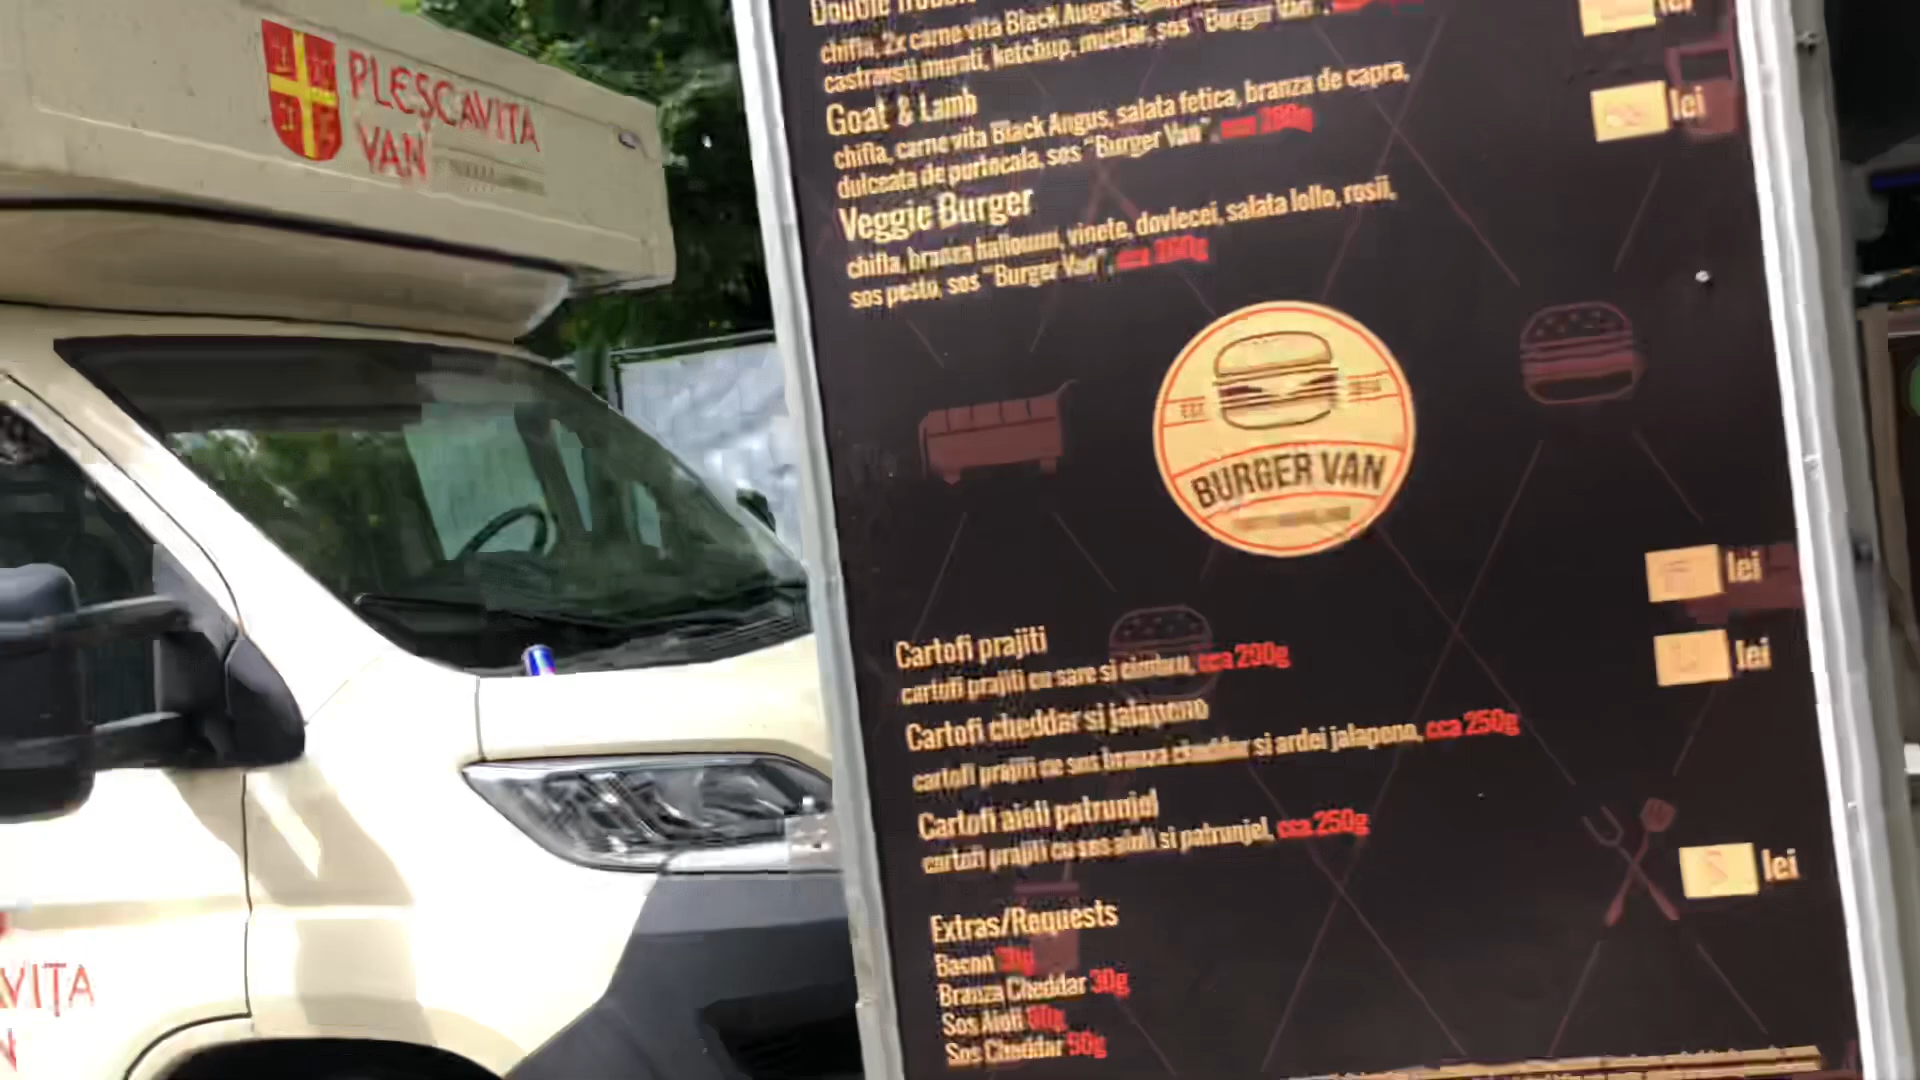 PLESCAVITA
VAN
Double
chifla, 2x carne vita Black Angus,
castraveti murati, ketchup, mustar, sos "Burger Van",
Goat & Lamb
chifla, carne vita Black Angus, salata fetica, branza de capra,
dulceata de portocala, sos "Burger Van",
lei
Veggie Burger
chifla, branza halloumi, vinete, dovlecei, salata lollo, rosii,
sos pesto, sos "Burger Van",
BURGER VAN
lei
Cartofi prajiti
cartofi prajiti cu sare si cimbru, cca 200g
lei
Cartofi cheddar si jalapeno
cartofi prajiti cu sos branza cheddar si ardei jalapeno, cca 250g
Cartofi aioli patrunjel
cartofi prajiti cu sos aioli si patrunjel, cca 250g
lei
Extras/Requests
Bacon
Branza Cheddar 30g
Sos Aioli
Sos Cheddar 50g
VITA